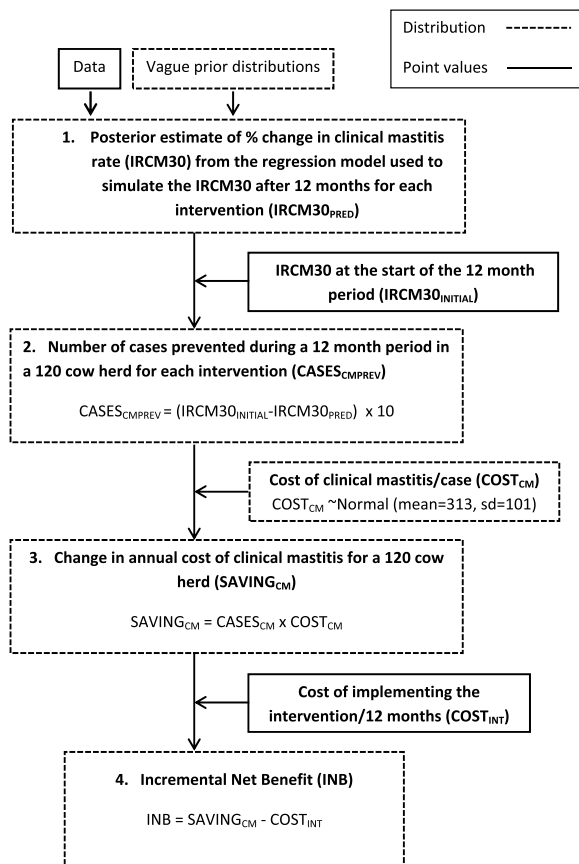 Distribution
Point values
Data
Vague prior distributions
1. Posterior estimate of % change in clinical mastitis
rate (IRCM30) from the regression model used to
simulate the IRCM30 after 12 months for each
intervention (IRCM30PRED)
IRCM30 at the start of the 12 month
period (IRCM30INITIAL)
2. Number of cases prevented during a 12 month period in
a 120 cow herd for each intervention (CASESCMPREV)
CASESCMPREV = (IRCM30INITIAL-IRCM30PRED) x 10
Cost of clinical mastitis/case (COSTCM)
COSTCM ~Normal (mean=313, sd=101)
3. Change in annual cost of clinical mastitis for a 120 cow
herd (SAVINGCM)
SAVINGCM = CASESCM x COSTCM
Cost of implementing the
intervention/12 months (COSTINT)
4. Incremental Net Benefit (INB)
INB = SAVINGCM - COSTINT